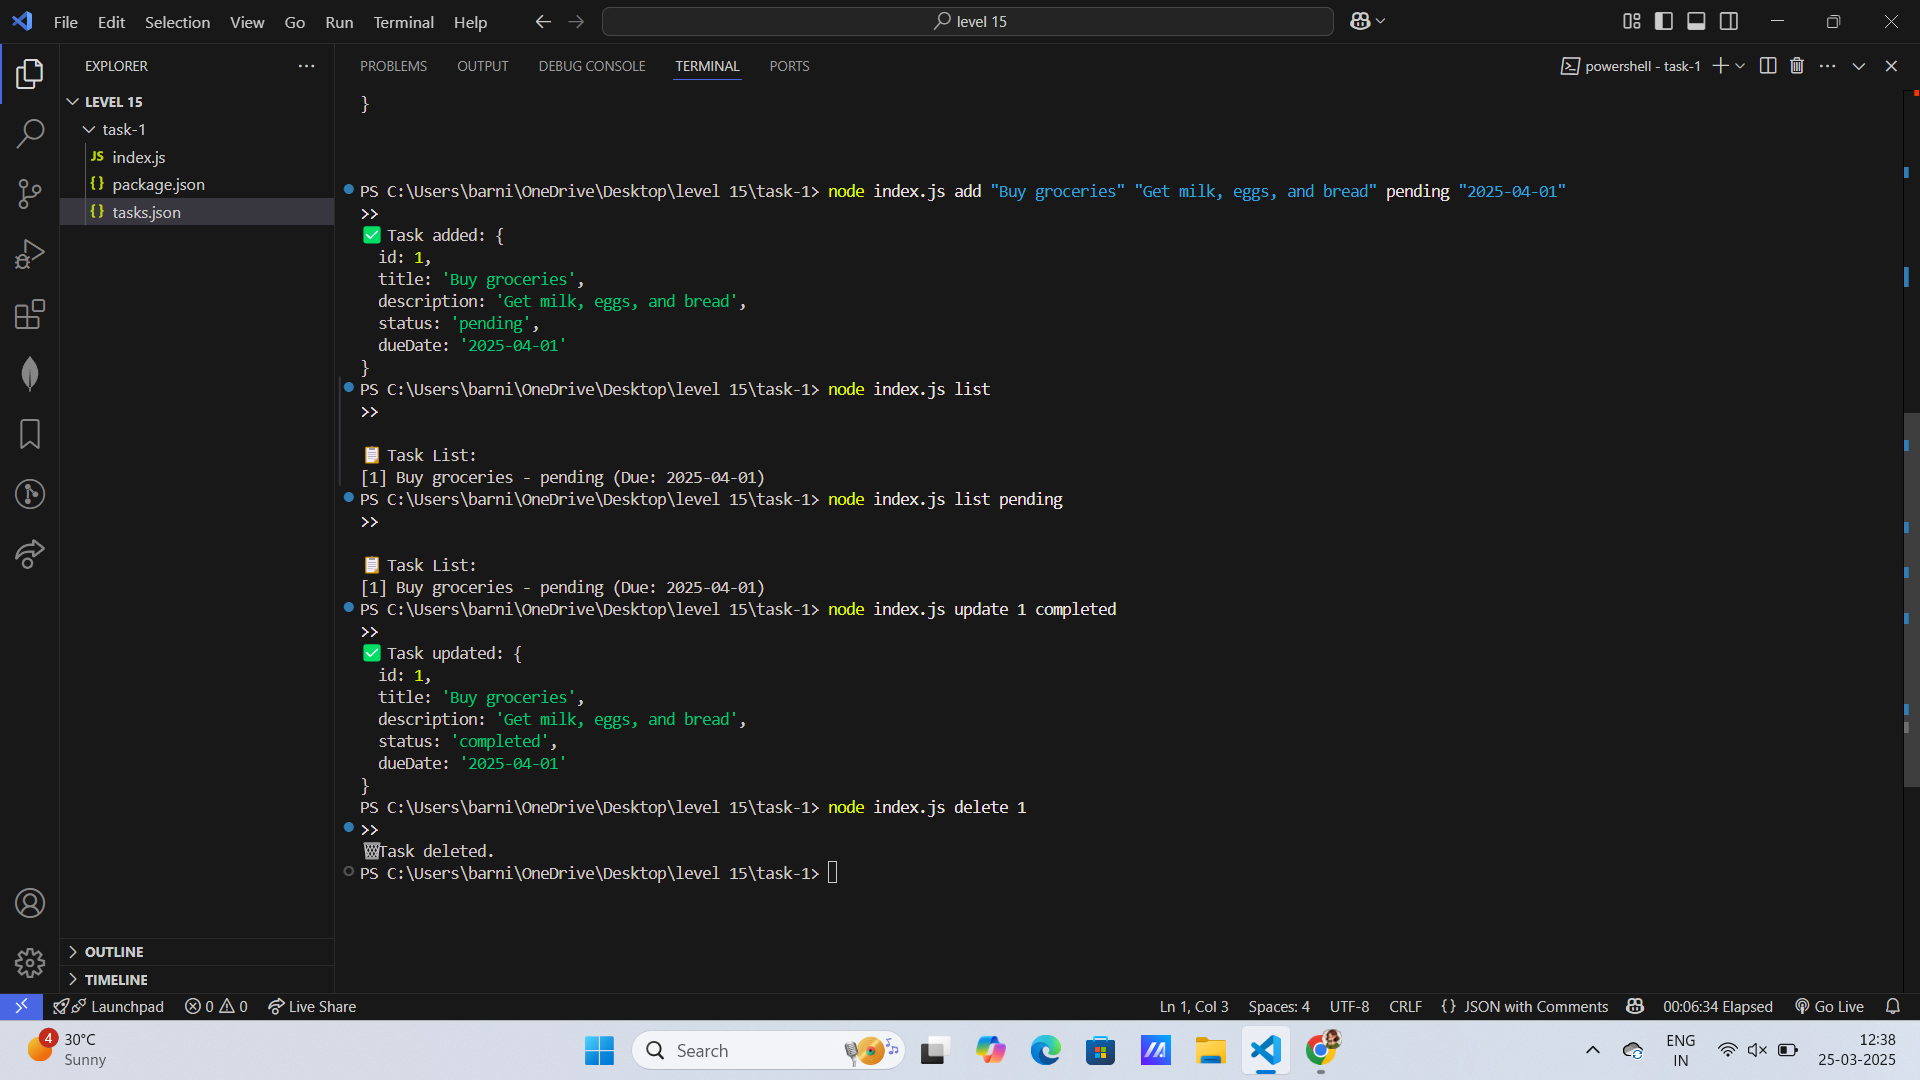 File Edit Selection View Go Run Terminal Help
level 15
EXPLORER
LEVEL 15
task-1
JS index.js
{} package.json
{} tasks.json
OUTLINE
TIMELINE
PROBLEMS OUTPUT DEBUG CONSOLE TERMINAL PORTS
powershell - task-1
}
PS C:\Users\barni\OneDrive\Desktop\level 15\task-1> node index.js add "Buy groceries" "Get milk, eggs, and bread" pending "2025-04-01"
>>
✅ Task added: {
id: 1,
title: 'Buy groceries',
description: 'Get milk, eggs, and bread',
status: 'pending',
dueDate: '2025-04-01'
}
PS C:\Users\barni\OneDrive\Desktop\level 15\task-1> node index.js list
>>
📋 Task List:
[1] Buy groceries - pending (Due: 2025-04-01)
PS C:\Users\barni\OneDrive\Desktop\level 15\task-1> node index.js list pending
>>
📋 Task List:
[1] Buy groceries - pending (Due: 2025-04-01)
PS C:\Users\barni\OneDrive\Desktop\level 15\task-1> node index.js update 1 completed
>>
✅ Task updated: {
id: 1,
title: 'Buy groceries',
description: 'Get milk, eggs, and bread',
status: 'completed',
dueDate: '2025-04-01'
}
PS C:\Users\barni\OneDrive\Desktop\level 15\task-1> node index.js delete 1
>>
🗑Task deleted.
PS C:\Users\barni\OneDrive\Desktop\level 15\task-1>
Launchpad 0 0 Live Share Ln 1, Col 3 Spaces: 4 UTF-8 CRLF {} JSON with Comments 00:06:34 Elapsed Go Live
4 30°C
Sunny
Search
ENG
IN
12:38
25-03-2025